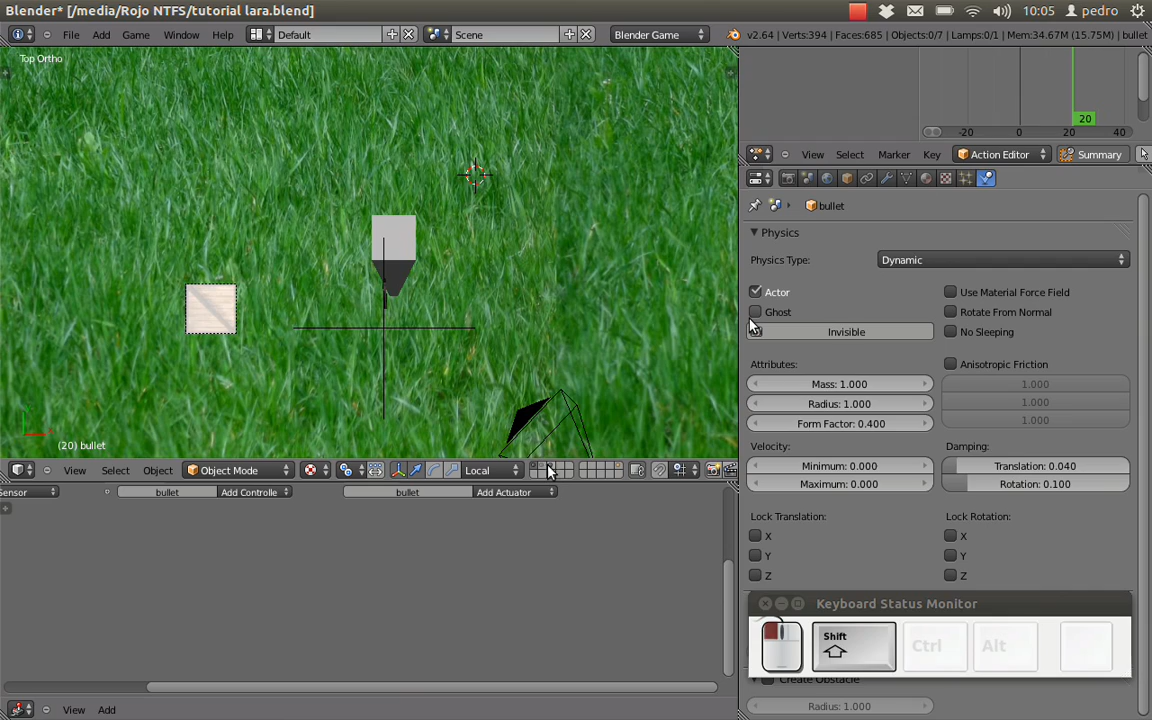 Blender* [/media/Rojo NTFS/tutorial lara.blend]
10:05
pedro
File
Add
Game
Window
Help
Default
Scene
Blender Game
v2.64 | Verts:394 | Faces:685 | Objects:0/7 | Lamps:0/1 | Mem:34.67M (15.75M) | bullet
Top Ortho
20
-20
0
20
40
View
Select
Marker
Key
Action Editor
Summary
bullet
Physics
Physics Type:
Dynamic
Actor
Use Material Force Field
Ghost
Rotate From Normal
Invisible
No Sleeping
Attributes:
Anisotropic Friction
Mass: 1.000
1.000
Radius: 1.000
1.000
Form Factor: 0.400
1.000
Velocity:
Damping:
Minimum: 0.000
Translation: 0.040
Maximum: 0.000
Rotation: 0.100
Lock Translation:
Lock Rotation:
X
X
Y
Y
Z
Z
(20) bullet
View
Select
Object
Object Mode
Local
Sensor
bullet
Add Controlle
bullet
Add Actuator
Keyboard Status Monitor
Shift
Ctrl
Alt
Create Obstacle
Radius: 1.000
View
Add